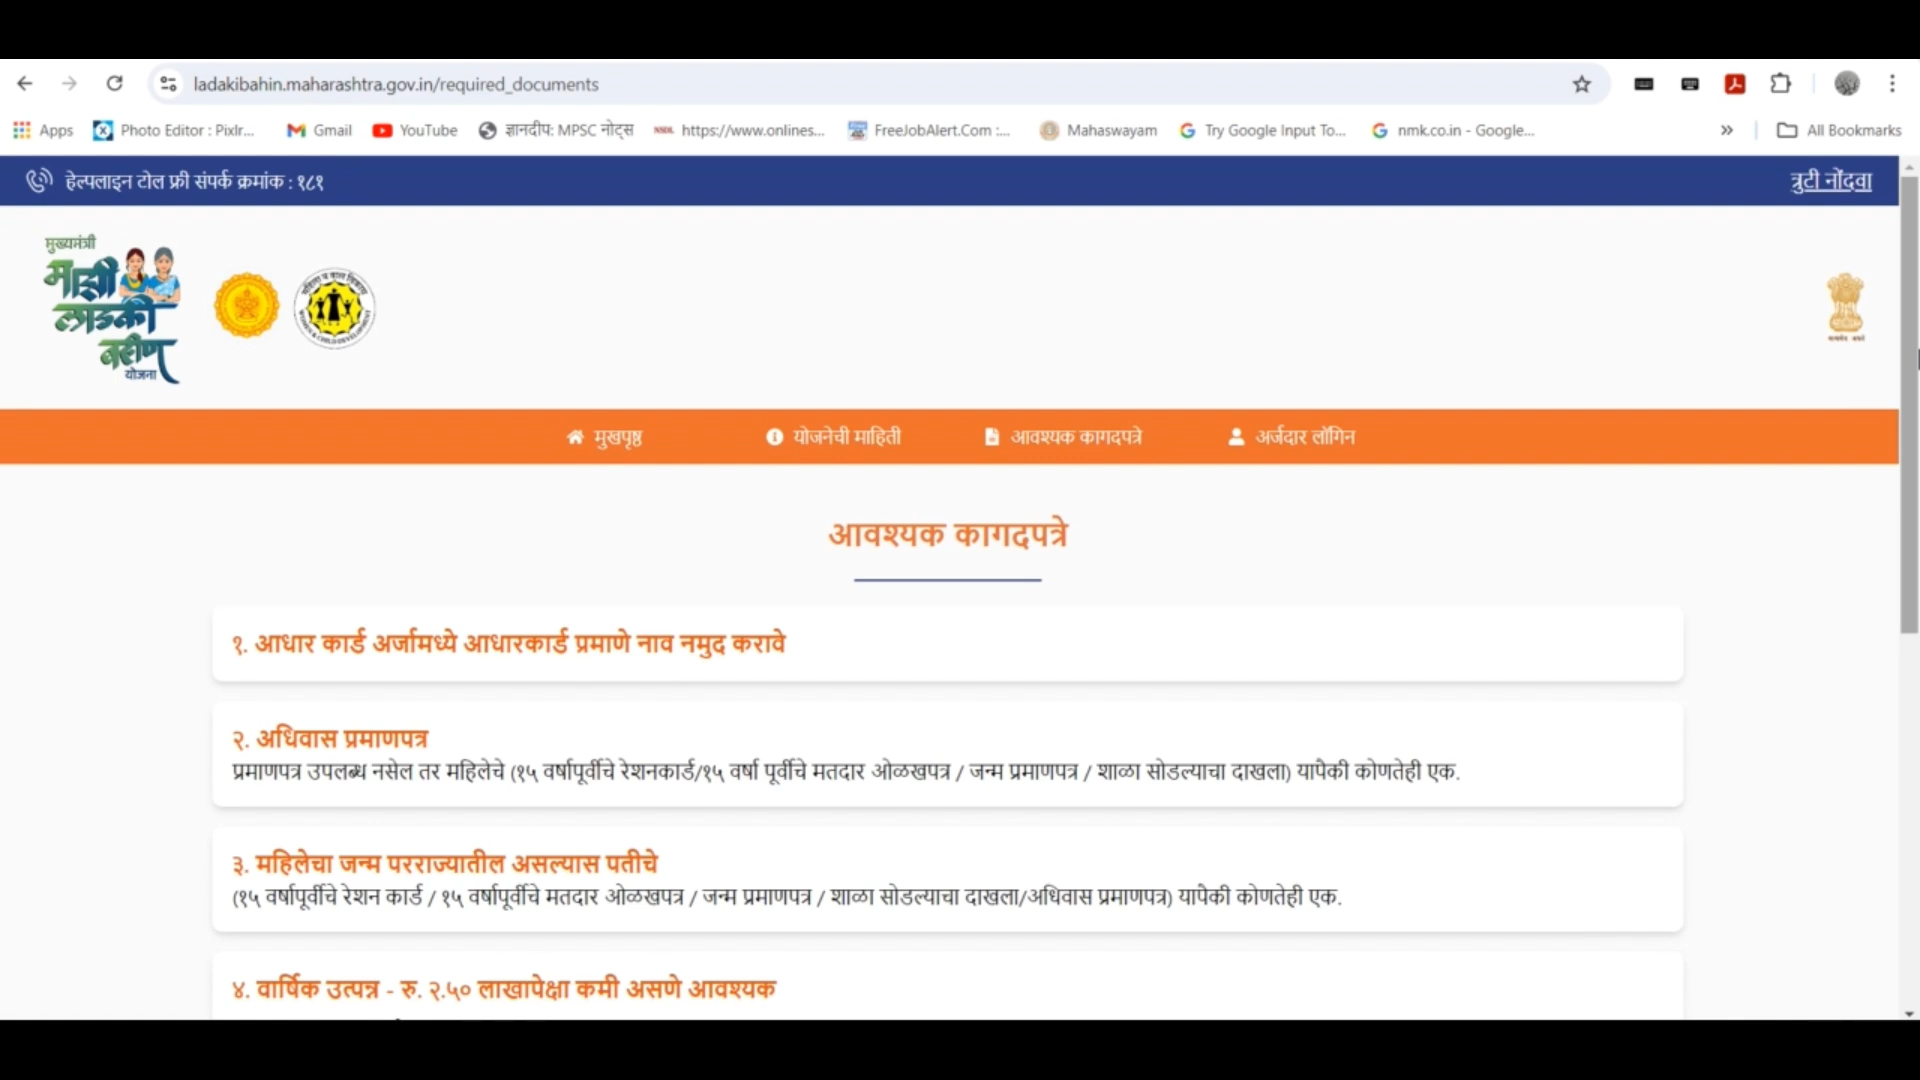 ladakibahin.maharashtra.gov.in/required_documents
Apps Photo Editor : Pixlr... Gmail YouTube ज्ञानदीप: MPSC नोट्स NSDL https://www.onlines... FreeJobAlert.Com :... Mahaswayam Try Google Input To... nmk.co.in - Google... » All Bookmarks
हेल्पलाइन टोल फ्री संपर्क क्रमांक : १८१ त्रुटी नोंदवा
मुख्यमंत्री
माझी
लाडकी
बहीण
योजना
मुखपृष्ठ योजनेची माहिती आवश्यक कागदपत्रे अर्जदार लॉगिन
आवश्यक कागदपत्रे
१. आधार कार्ड अर्जामध्ये आधारकार्ड प्रमाणे नाव नमुद करावे
२. अधिवास प्रमाणपत्र
प्रमाणपत्र उपलब्ध नसेल तर महिलेचे (१५ वर्षापूर्वीचे रेशनकार्ड/१५ वर्षा पूर्वीचे मतदार ओळखपत्र / जन्म प्रमाणपत्र / शाळा सोडल्याचा दाखला) यापैकी कोणतेही एक.
३. महिलेचा जन्म परराज्यातील असल्यास पतीचे
(१५ वर्षापूर्वीचे रेशन कार्ड / १५ वर्षापूर्वीचे मतदार ओळखपत्र / जन्म प्रमाणपत्र / शाळा सोडल्याचा दाखला/अधिवास प्रमाणपत्र) यापैकी कोणतेही एक.
४. वार्षिक उत्पन्न - रु. २.५० लाखापेक्षा कमी असणे आवश्यक